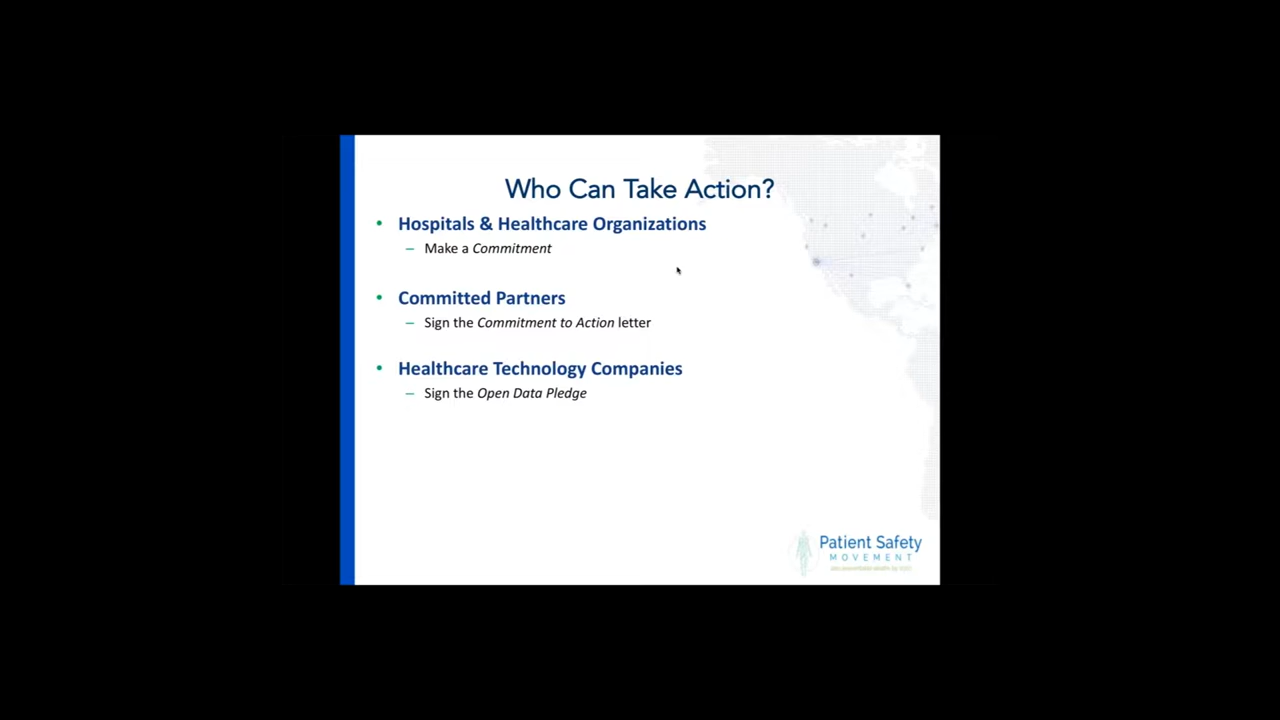 Who Can Take Action?
• Hospitals & Healthcare Organizations
– Make a Commitment
• Committed Partners
– Sign the Commitment to Action letter
• Healthcare Technology Companies
– Sign the Open Data Pledge
Patient Safety
MOVEMENT